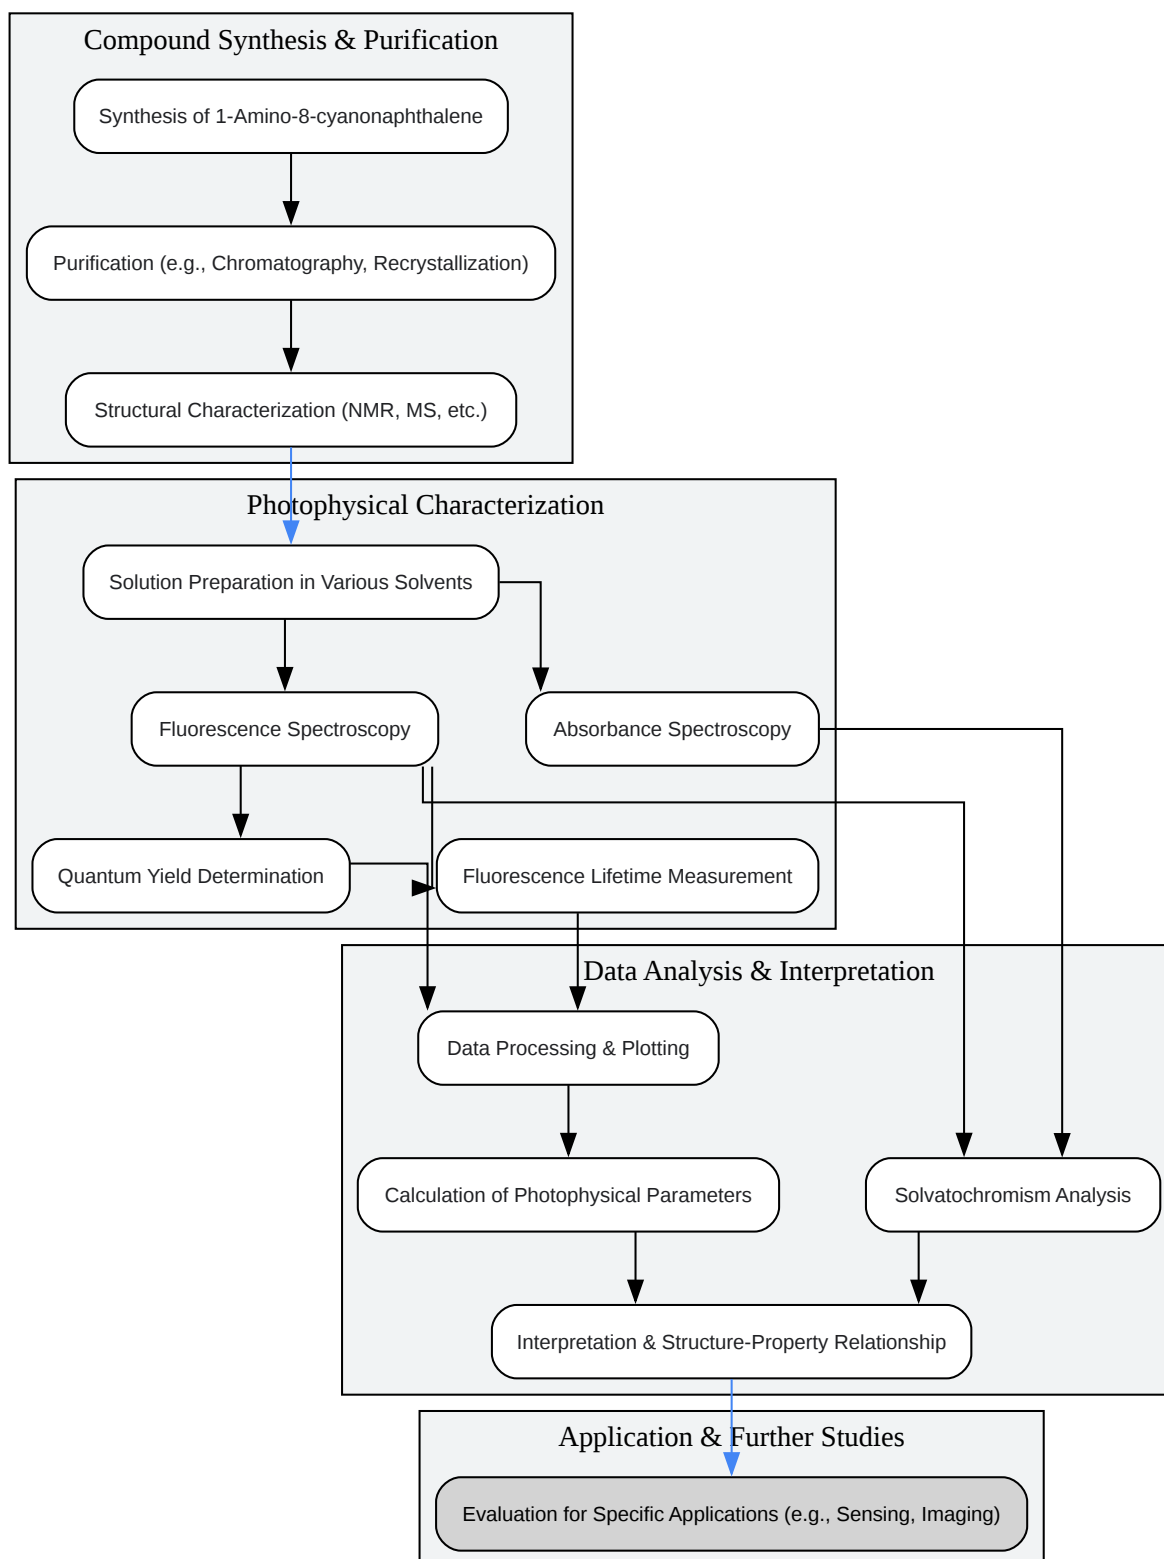 Compound Synthesis & Purification
Synthesis of 1-Amino-8-cyanonaphthalene
Purification (e.g., Chromatography, Recrystallization)
Structural Characterization (NMR, MS, etc.)
Photophysical Characterization
Solution Preparation in Various Solvents
Fluorescence Spectroscopy
Absorbance Spectroscopy
Quantum Yield Determination
Fluorescence Lifetime Measurement
Data Analysis & Interpretation
Data Processing & Plotting
Calculation of Photophysical Parameters
Solvatochromism Analysis
Interpretation & Structure-Property Relationship
Application & Further Studies
Evaluation for Specific Applications (e.g., Sensing, Imaging)